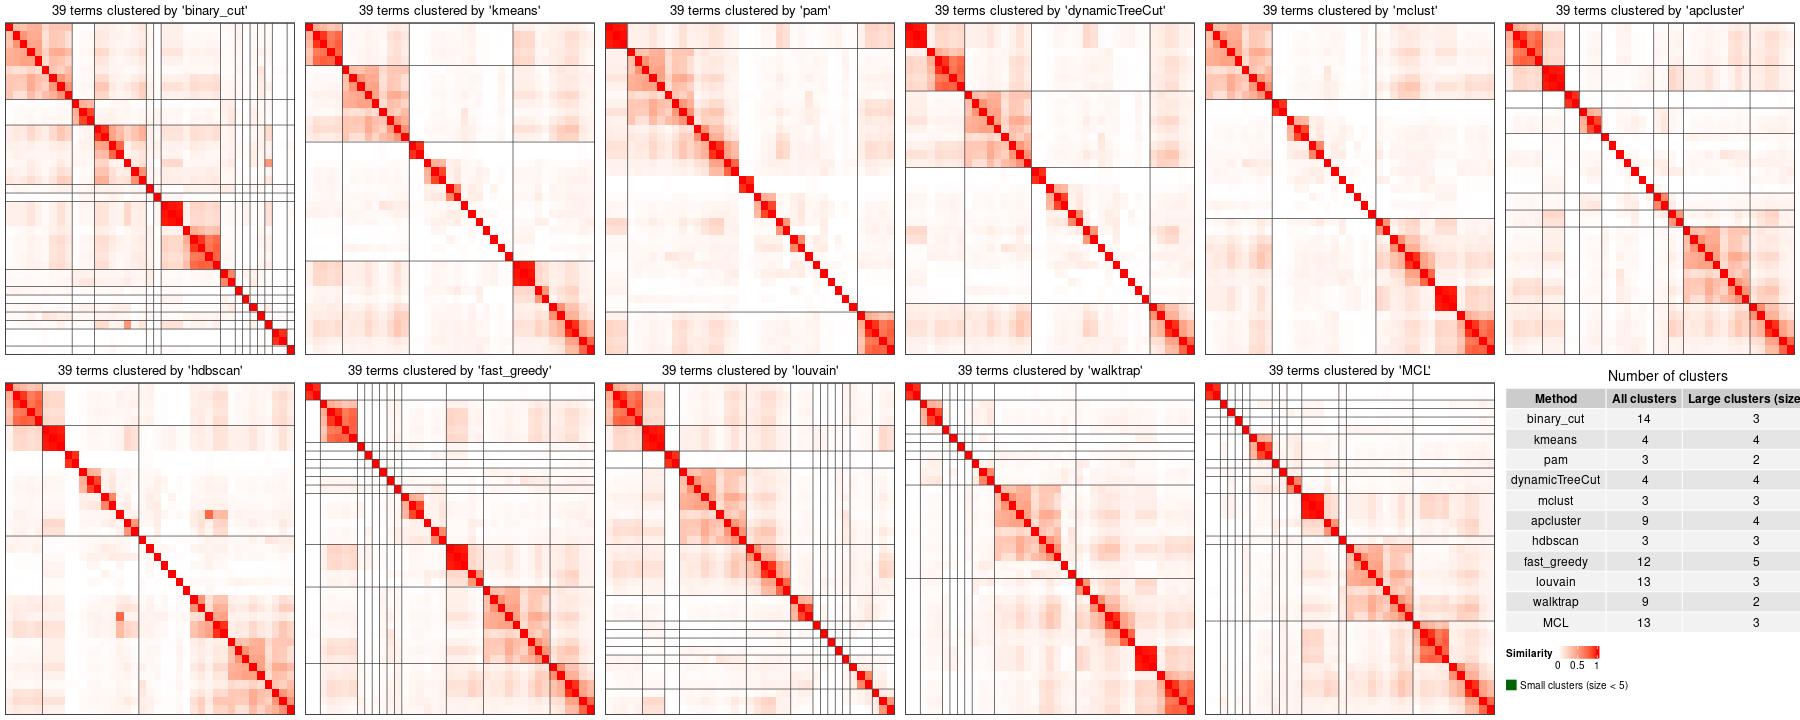 39 terms clustered by 'binary_cut'
39 terms clustered by 'kmeans'
39 terms clustered by 'pam'
39 terms clustered by 'dynamicTreeCut'
39 terms clustered by 'mclust'
39 terms clustered by 'apcluster'
39 terms clustered by 'hdbscan'
39 terms clustered by 'fast_greedy'
39 terms clustered by 'louvain'
39 terms clustered by 'walktrap'
39 terms clustered by 'MCL'
Number of clusters
Method All clusters Large clusters (size
binary_cut 14 3
kmeans 4 4
pam 3 2
dynamicTreeCut 4 4
mclust 3 3
apcluster 9 4
hdbscan 3 3
fast_greedy 12 5
louvain 13 3
walktrap 9 2
MCL 13 3
Similarity
0 0.5 1
Small clusters (size < 5)